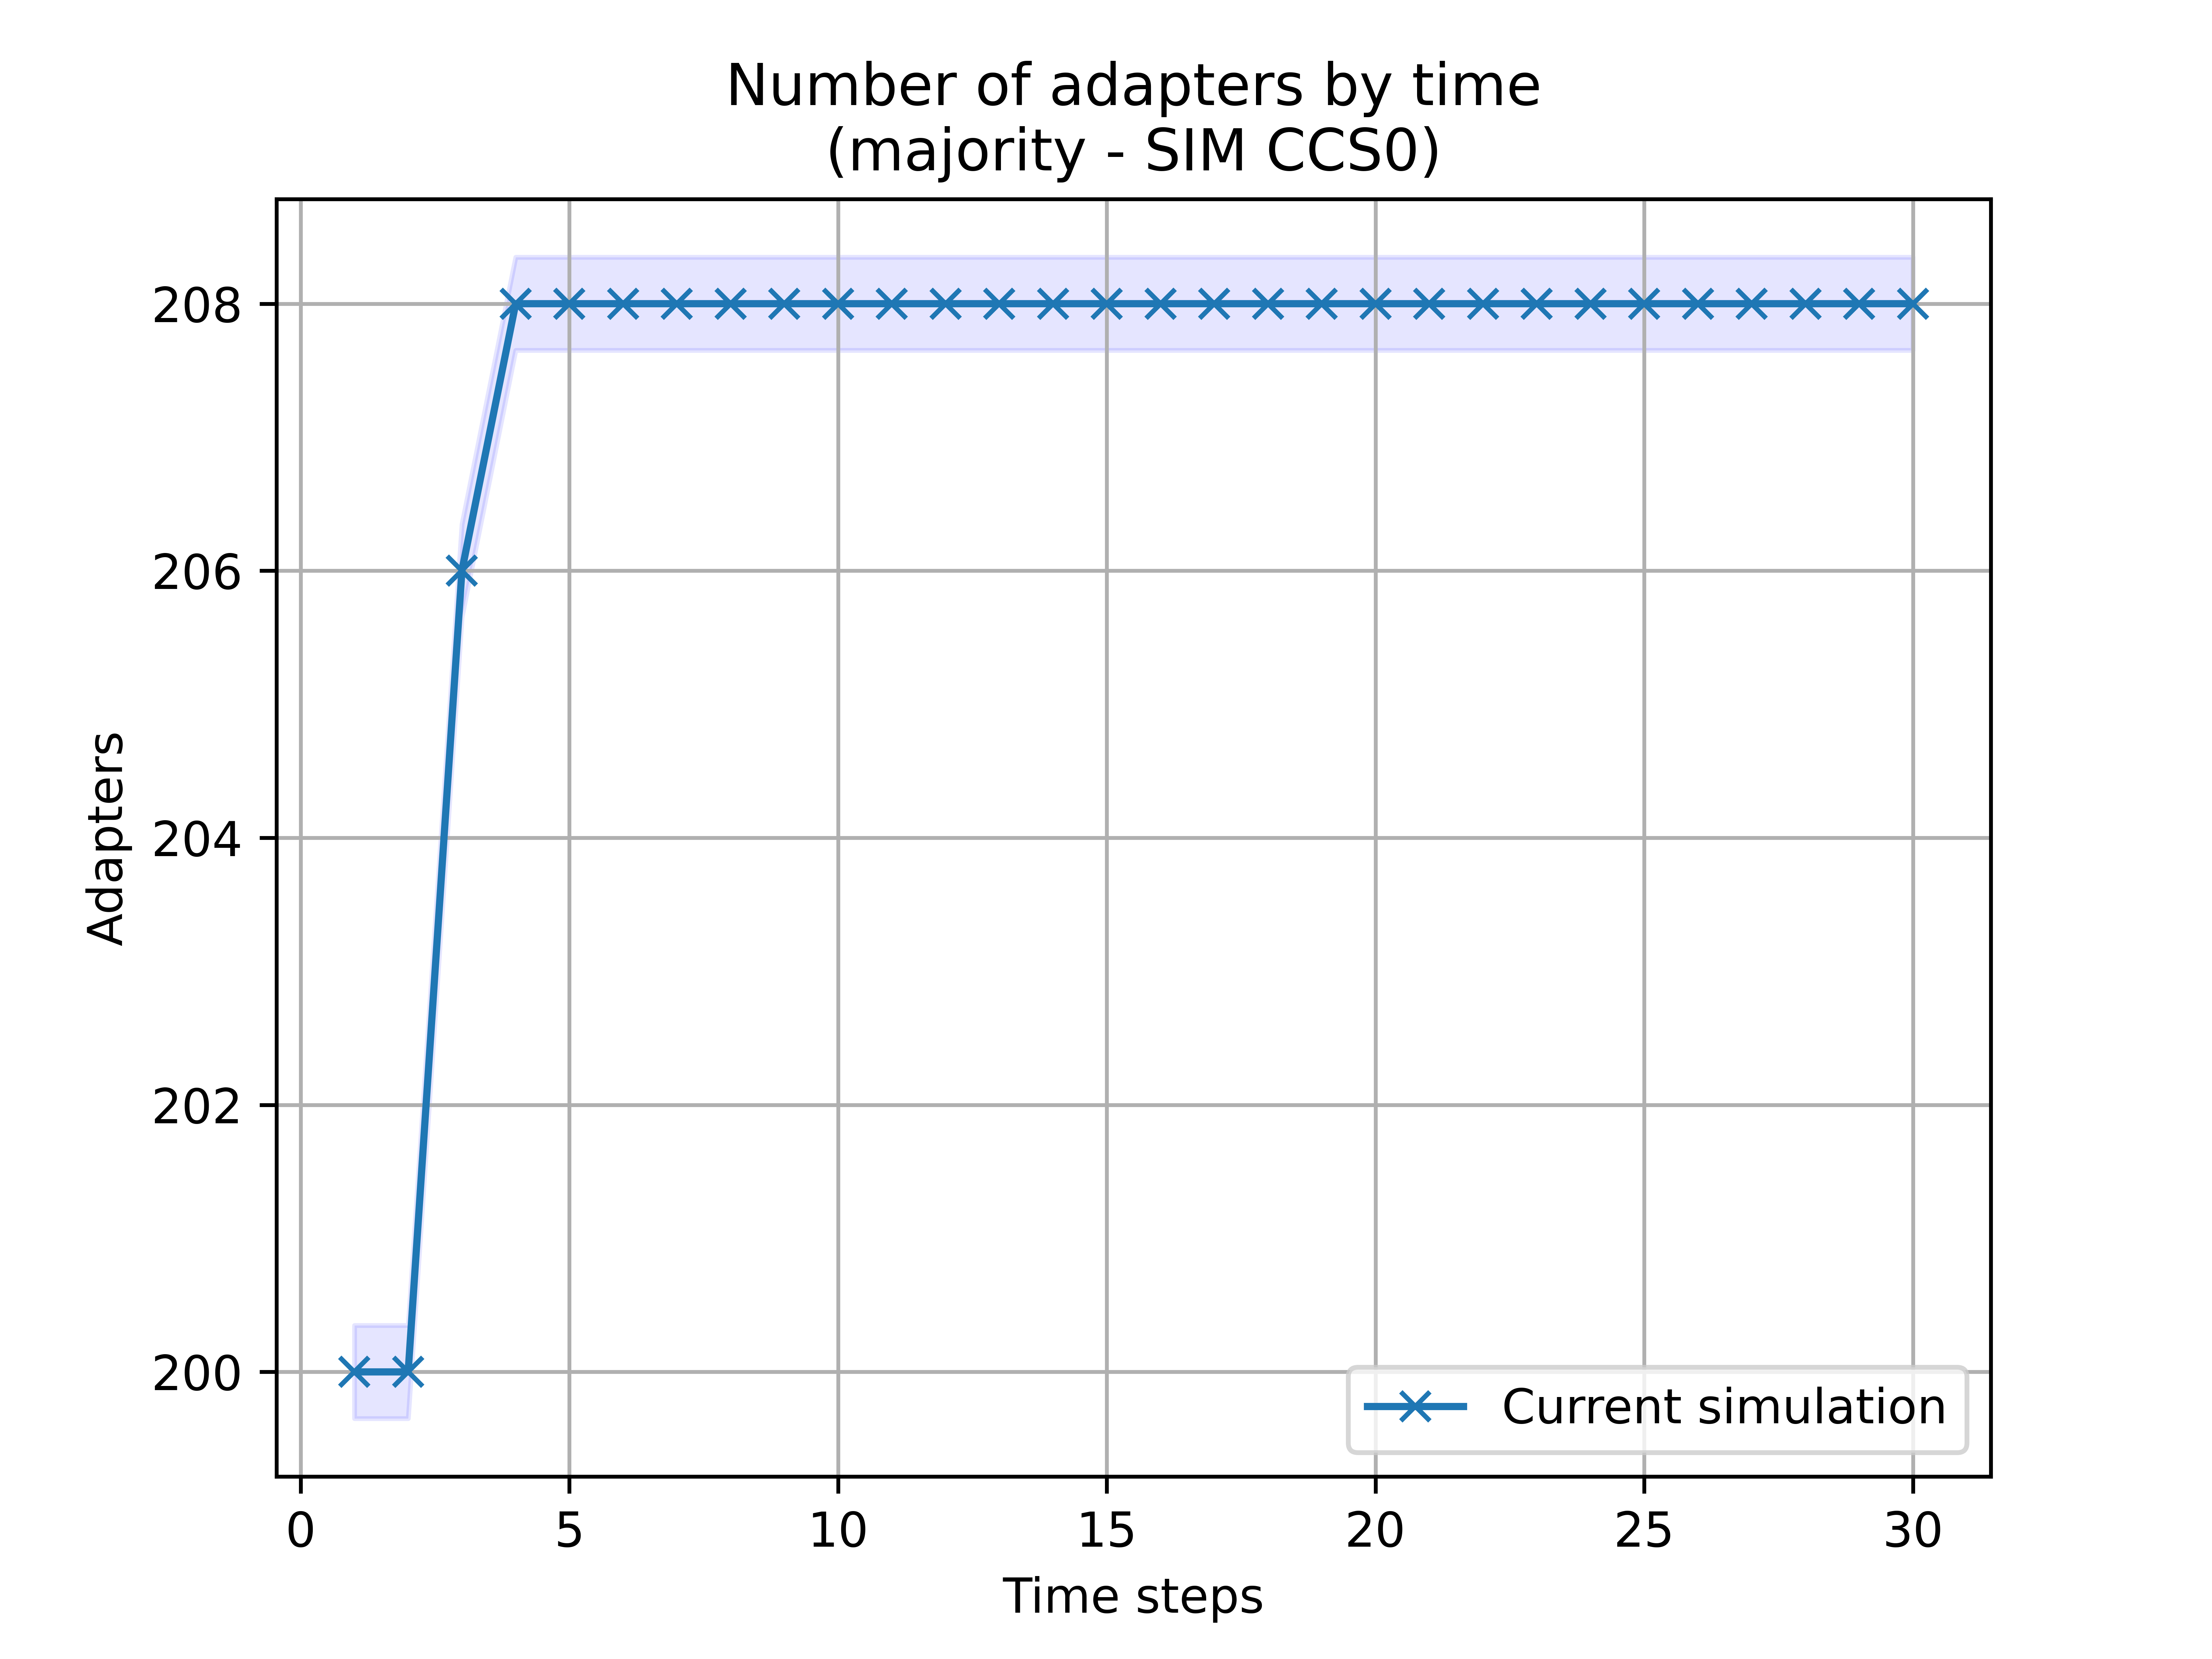 Number of adapters by time
(majority - SIM CCS0)
208
206
204
202
200
Adapters
Current simulation
0 5 10 15 20 25 30
Time steps